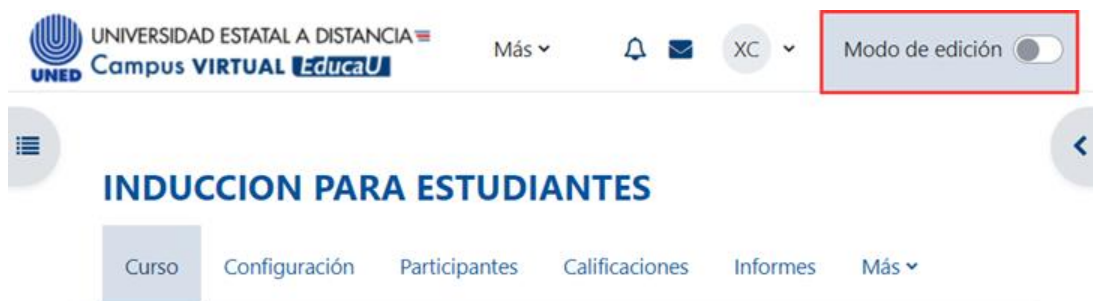 UNIVERSIDAD ESTATAL A DISTANCIA
UNED Campus VIRTUAL EducaU
Más
XC
Modo de edición
INDUCCION PARA ESTUDIANTES
Curso Configuración Participantes Calificaciones Informes Más